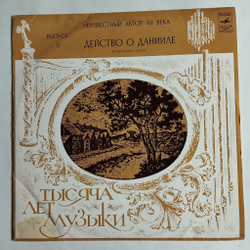 НЕИЗВЕСТНЫЙ АВТОР XII ВЕКА
ВЫПУСК
ДЕЙСТВО О ДАНИИЛЕ
ТЫСЯЧА
ЛЕТ МУЗЫКИ